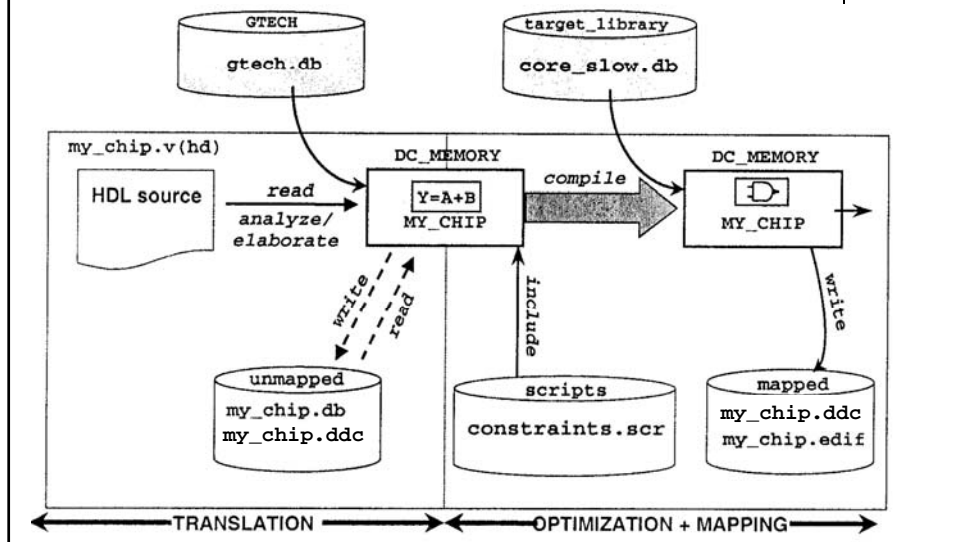 GTECH
gtech.db
target_library
core_slow.db
my_chip.v(hd)
HDL source
read
analyze/
elaborate
DC_MEMORY
Y=A+B
MY_CHIP
compile
DC_MEMORY
MY_CHIP
write
read
include
write
unmapped
my_chip.db
my_chip.ddc
scripts
constraints.scr
mapped
my_chip.ddc
my_chip.edif
TRANSLATION
OPTIMIZATION + MAPPING